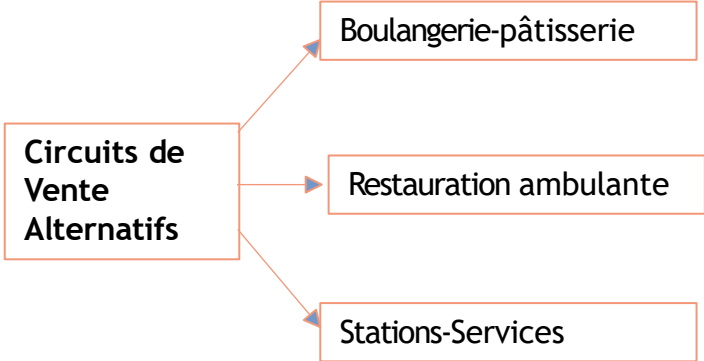 Boulangerie-pâtisserie
Circuits de
Vente
Alternatifs
Restauration ambulante
Stations-Services